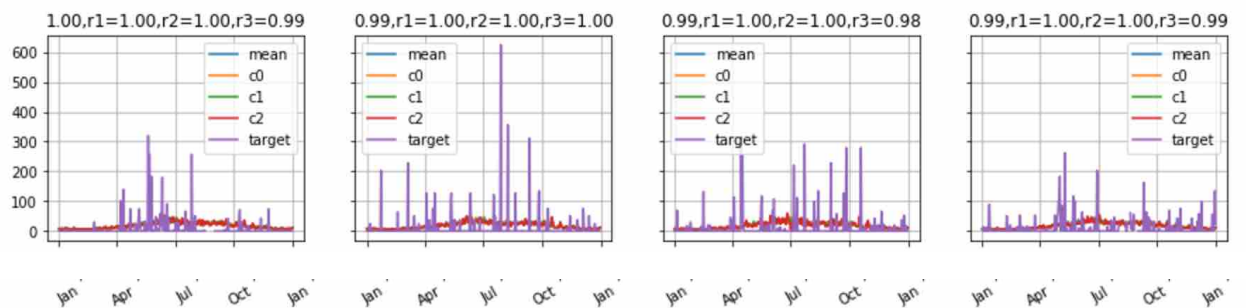 1.00,r1=1.00,r2=1.00,r3=0.99
0.99,r1=1.00,r2=1.00,r3=1.00
0.99,r1=1.00,r2=1.00,r3=0.98
0.99,r1=1.00,r2=1.00,r3=0.99
600
500
400
300
200
100
0
mean
c0
c1
c2
target
mean
c0
c1
c2
target
mean
c0
c1
c2
target
mean
c0
c1
c2
target
Jan
Apr
Jul
Oct
Jan
Apr
Jul
Oct
Jan
Jan
Apr
Jul
Oct
Jan
Jan
Apr
Jul
Oct
Jan
Jan